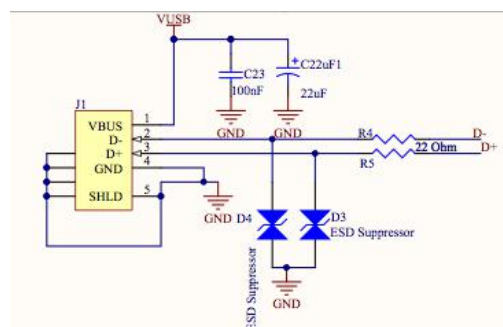 VUSB
C23
100nF
C22uF1
22uF
GND
GND
J1
VBUS
D-
D+
GND
SHLD
1
2
3
4
5
R4
D-
D+
22 Ohm
R5
GND
D4
D3
ESD Suppressor
ESD Suppressor
GND